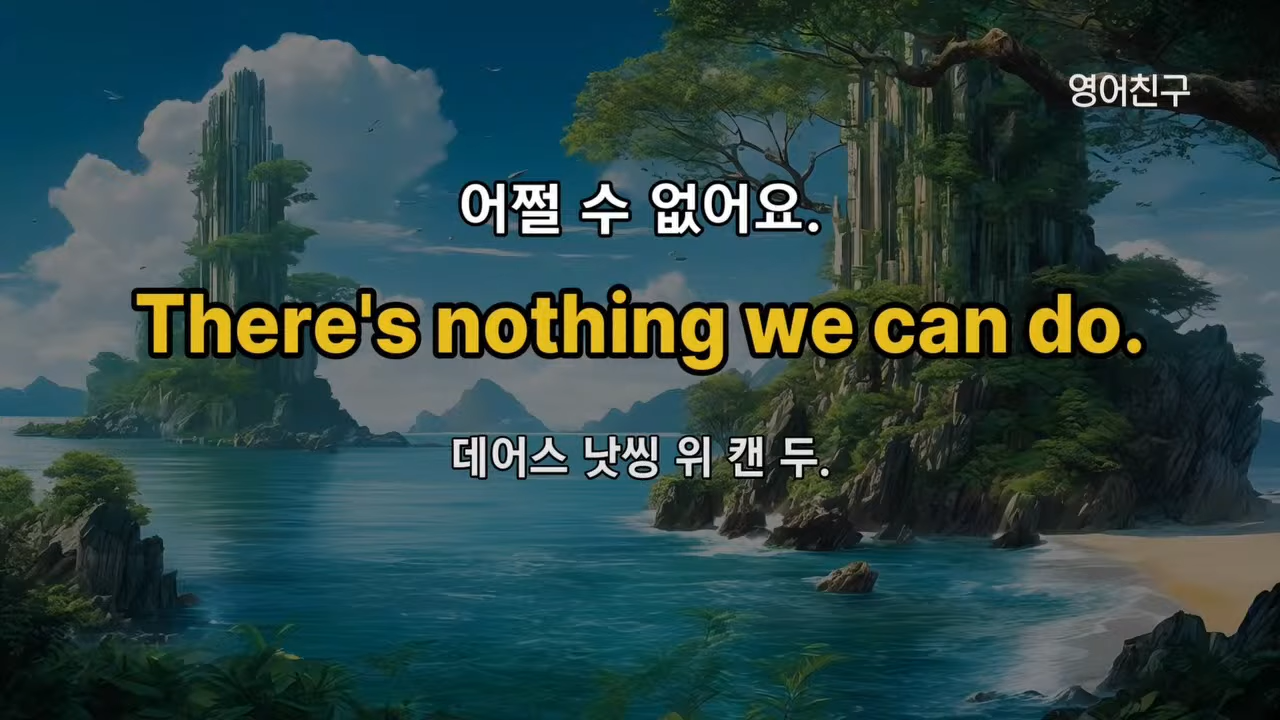 영어친구
어쩔 수 없어요.
There's nothing we can do.
데어스 낫씽 위 캔 두.